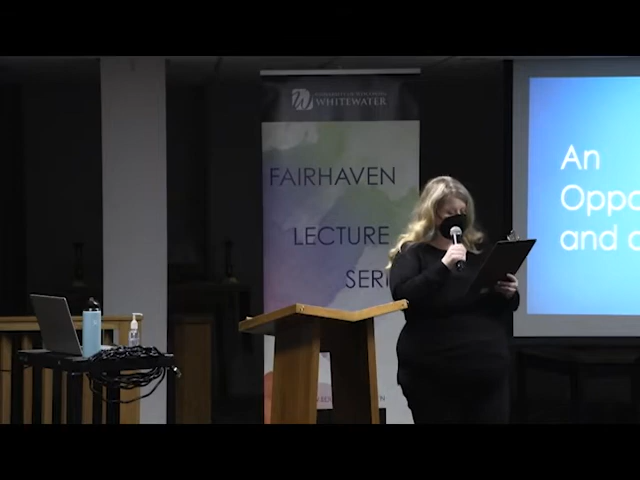 UNIVERSITY OF WISCONSIN
WHITEWATER
FAIRHAVEN
LECTURE
SERI
An
Oppo
and